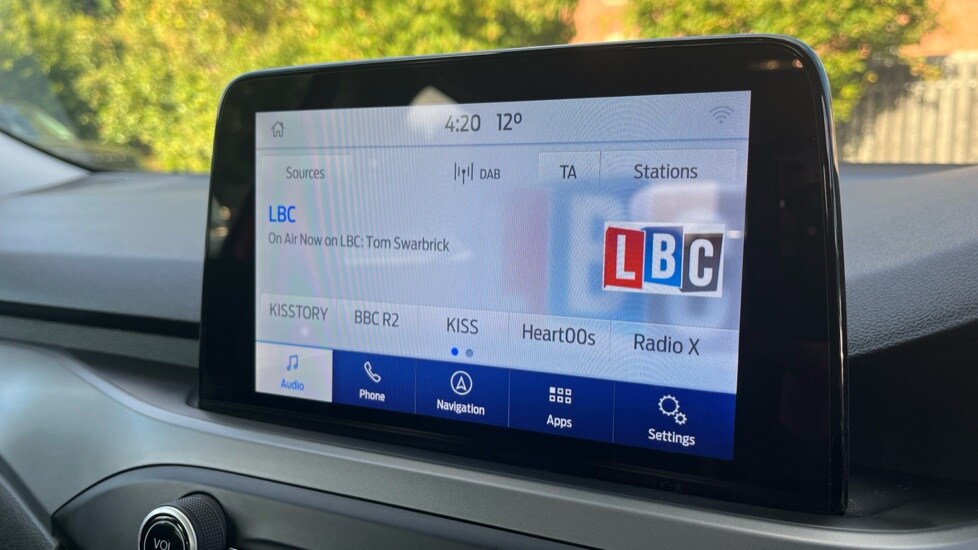 4:20 12°
Sources DAB TA Stations
LBC
On Air Now on LBC: Tom Swarbrick
LBC
KISSTORY BBC R2 KISS Heart00s Radio X
Audio Phone Navigation Apps Settings
VOL